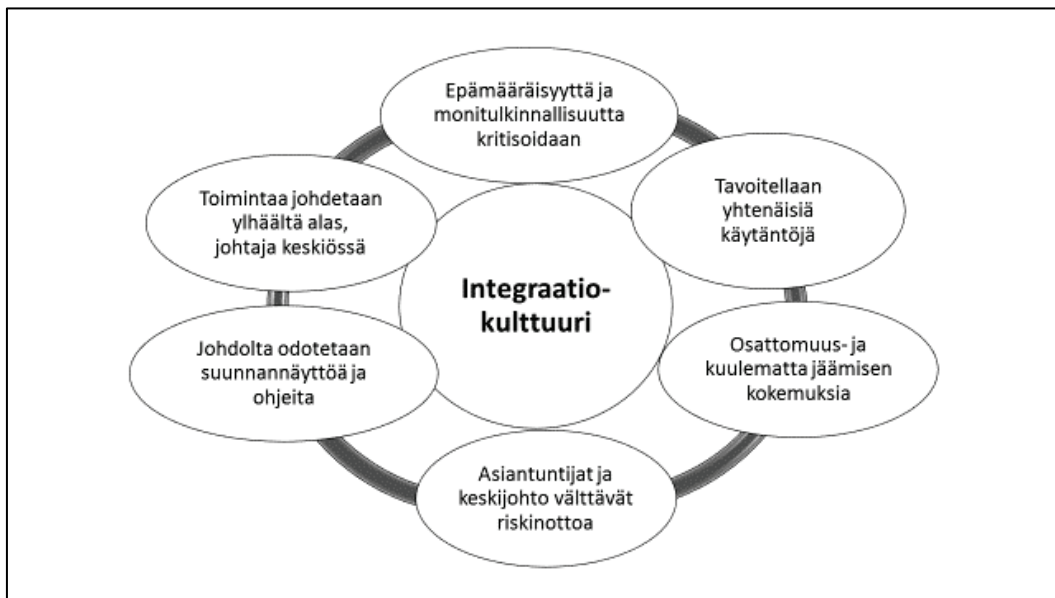 Epämääräisyyttä ja
monitulkinnallisuutta
kritisoidaan
Tavoitellaan
yhtenäisiä
käytäntöjä
Osattomuus- ja
kuulematta jäämisen
kokemuksia
Asiantuntijat ja
keskijohto välttävät
riskinottoa
Johdolta odotetaan
suunnannäyttöä ja
ohjeita
Toimintaa johdetaan
ylhäältä alas,
johtaja keskiössä
Integraatio-
kulttuuri